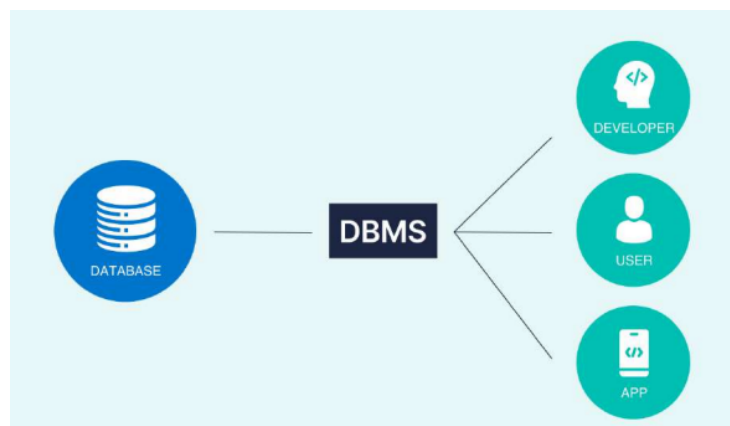 DATABASE
DBMS
</>
DEVELOPER
USER
</>
APP